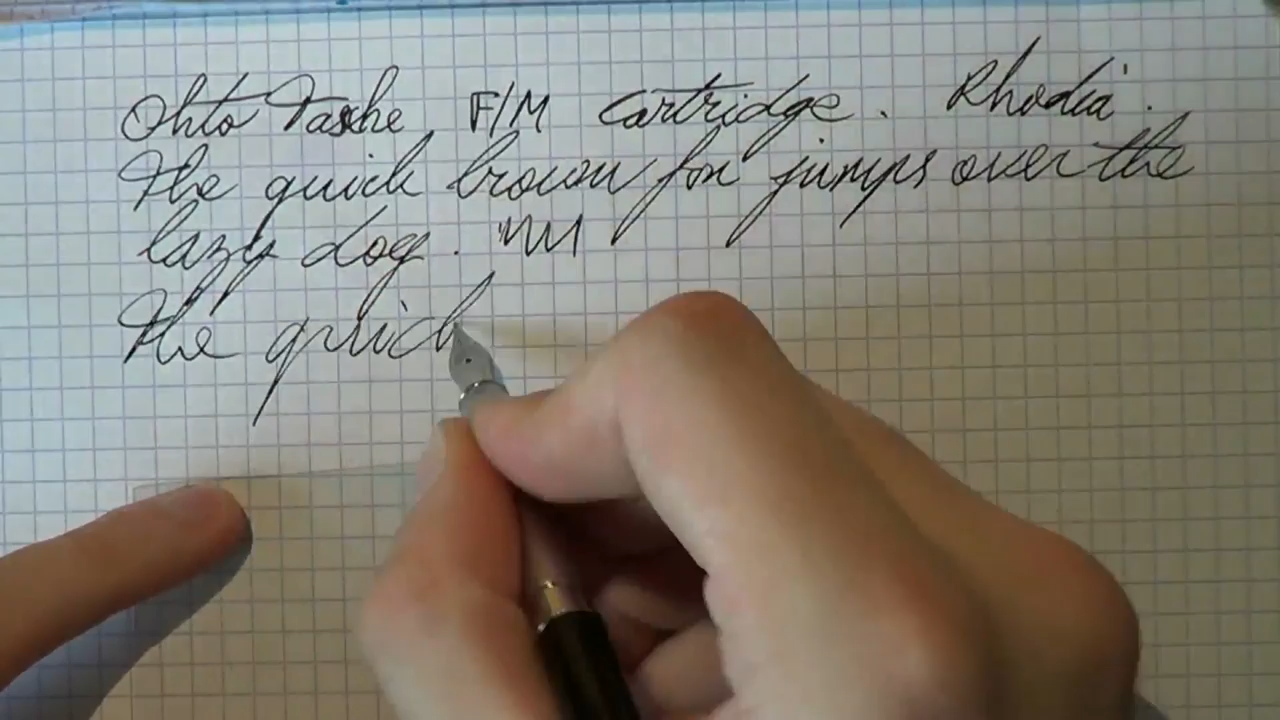 Ohto Tasche F/M Cartridge. Rhodia.
The quick brown fox jumps over the
lazy dog.
The quick